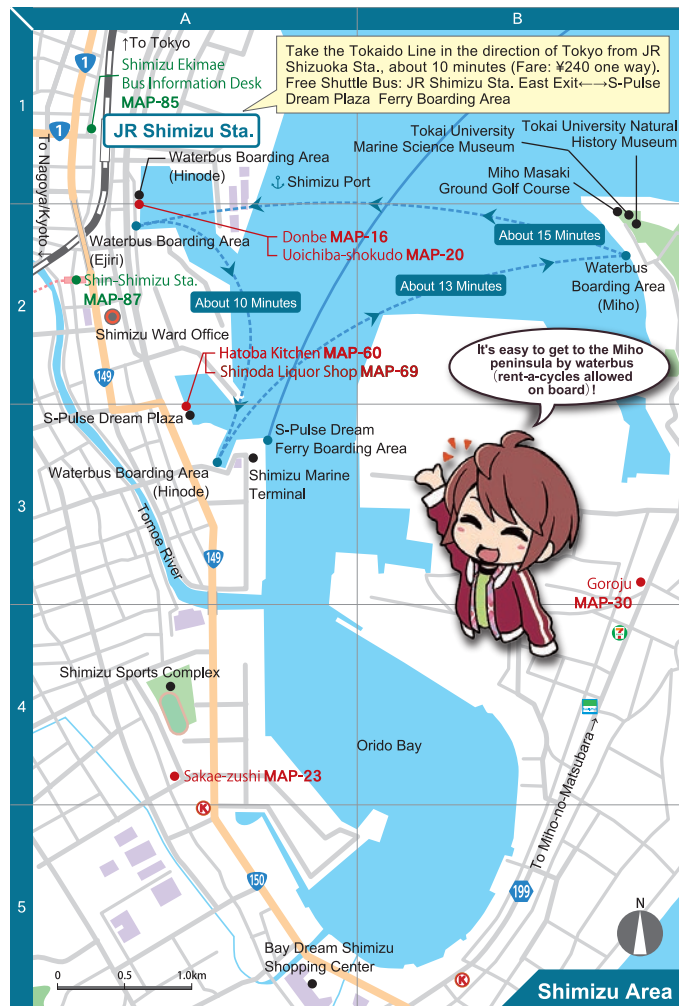 A
B
↑To Tokyo
1
Shimizu Ekimae
Bus Information Desk
MAP-85
Take the Tokaido Line in the direction of Tokyo from JR
Shizuoka Sta., about 10 minutes (Fare: ¥240 one way).
Free Shuttle Bus: JR Shimizu Sta. East Exit←→S-Pulse
Dream Plaza Ferry Boarding Area
1
1
JR Shimizu Sta.
To Nagoya/Kyoto→
Waterbus Boarding Area
(Hinode)
Tokai University
Marine Science Museum
Tokai University Natural
History Museum
Miho Masaki
Ground Golf Course
Shimizu Port
Donbe MAP-16
Uoichiba-shokudo MAP-20
Waterbus Boarding Area
(Ejiri)
About 15 Minutes
Waterbus
Boarding Area
(Miho)
Shin-Shimizu Sta.
MAP-87
About 10 Minutes
About 13 Minutes
2
Shimizu Ward Office
149
Hatoba Kitchen MAP-60
Shinoda Liquor Shop MAP-69
It's easy to get to the Miho
peninsula by waterbus
(rent-a-cycles allowed
on board)!
S-Pulse Dream Plaza
S-Pulse Dream
Ferry Boarding Area
Waterbus Boarding Area
(Hinode)
Shimizu Marine
Terminal
3
Tomoe River
149
Goroju
MAP-30
7
Shimizu Sports Complex
4
Orido Bay
To Miho-no-Matsubara→
Sakae-zushi MAP-23
K
5
150
199
N
Bay Dream Shimizu
Shopping Center
K
0 0.5 1.0km
Shimizu Area